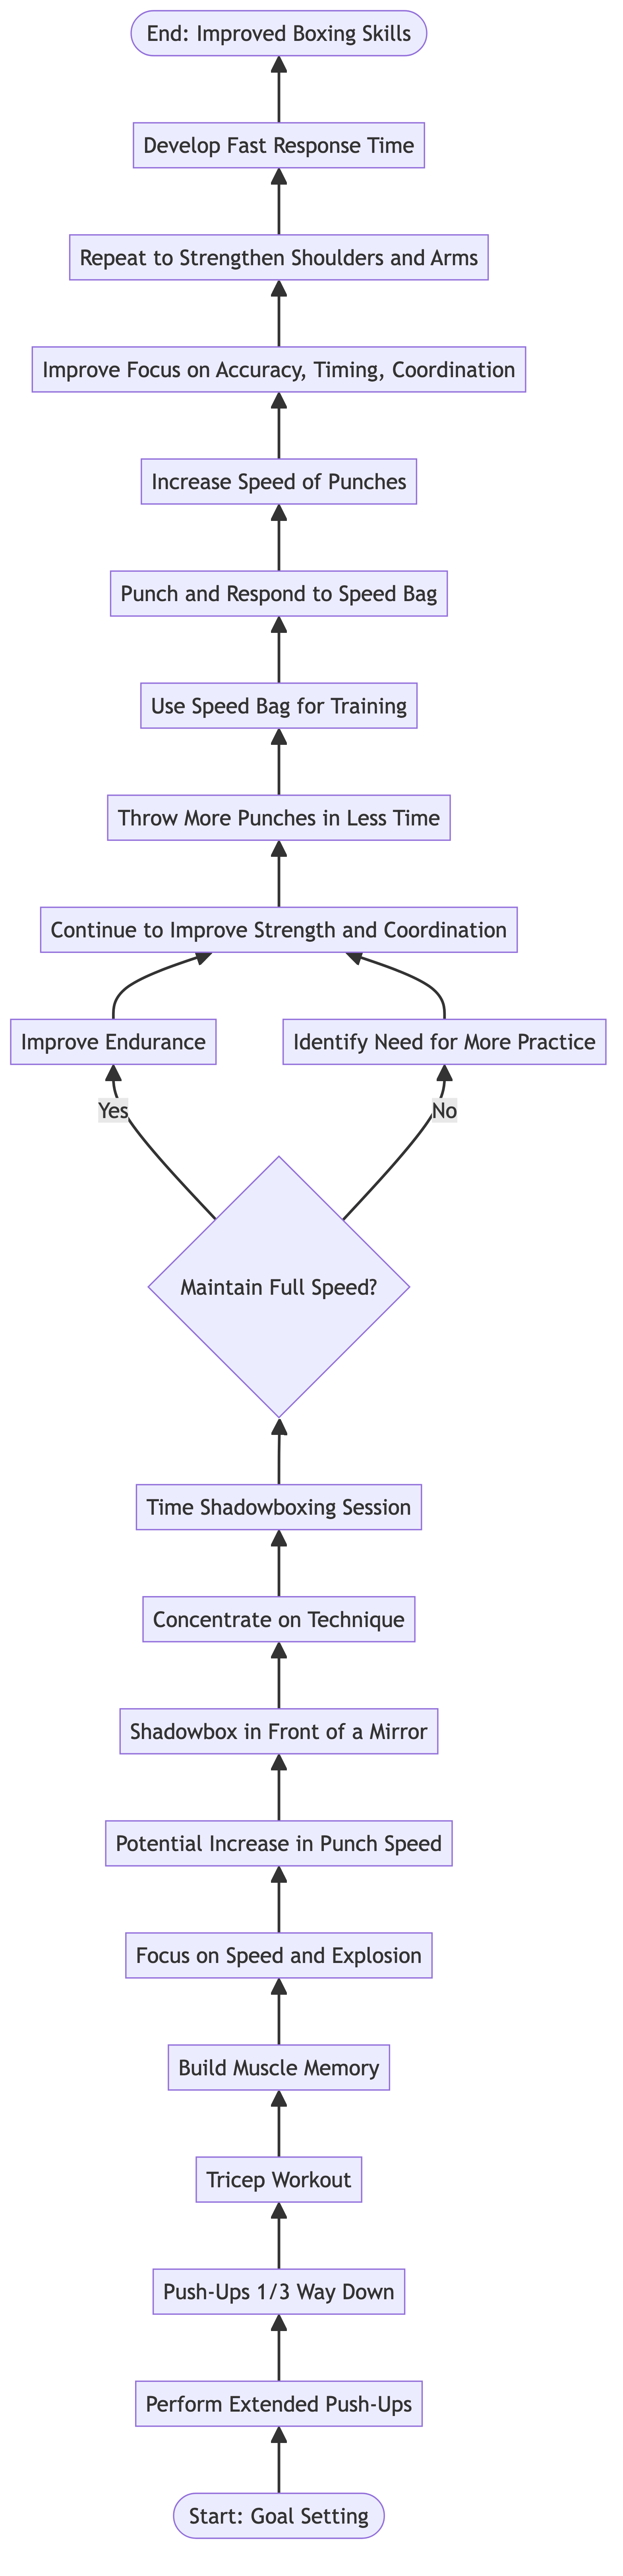 End: Improved Boxing Skills
Develop Fast Response Time
Repeat to Strengthen Shoulders and Arms
Improve Focus on Accuracy, Timing, Coordination
Increase Speed of Punches
Punch and Respond to Speed Bag
Use Speed Bag for Training
Throw More Punches in Less Time
Continue to Improve Strength and Coordination
Improve Endurance
Identify Need for More Practice
Yes
No
Maintain Full Speed?
Time Shadowboxing Session
Concentrate on Technique
Shadowbox in Front of a Mirror
Potential Increase in Punch Speed
Focus on Speed and Explosion
Build Muscle Memory
Tricep Workout
Push-Ups 1/3 Way Down
Perform Extended Push-Ups
Start: Goal Setting